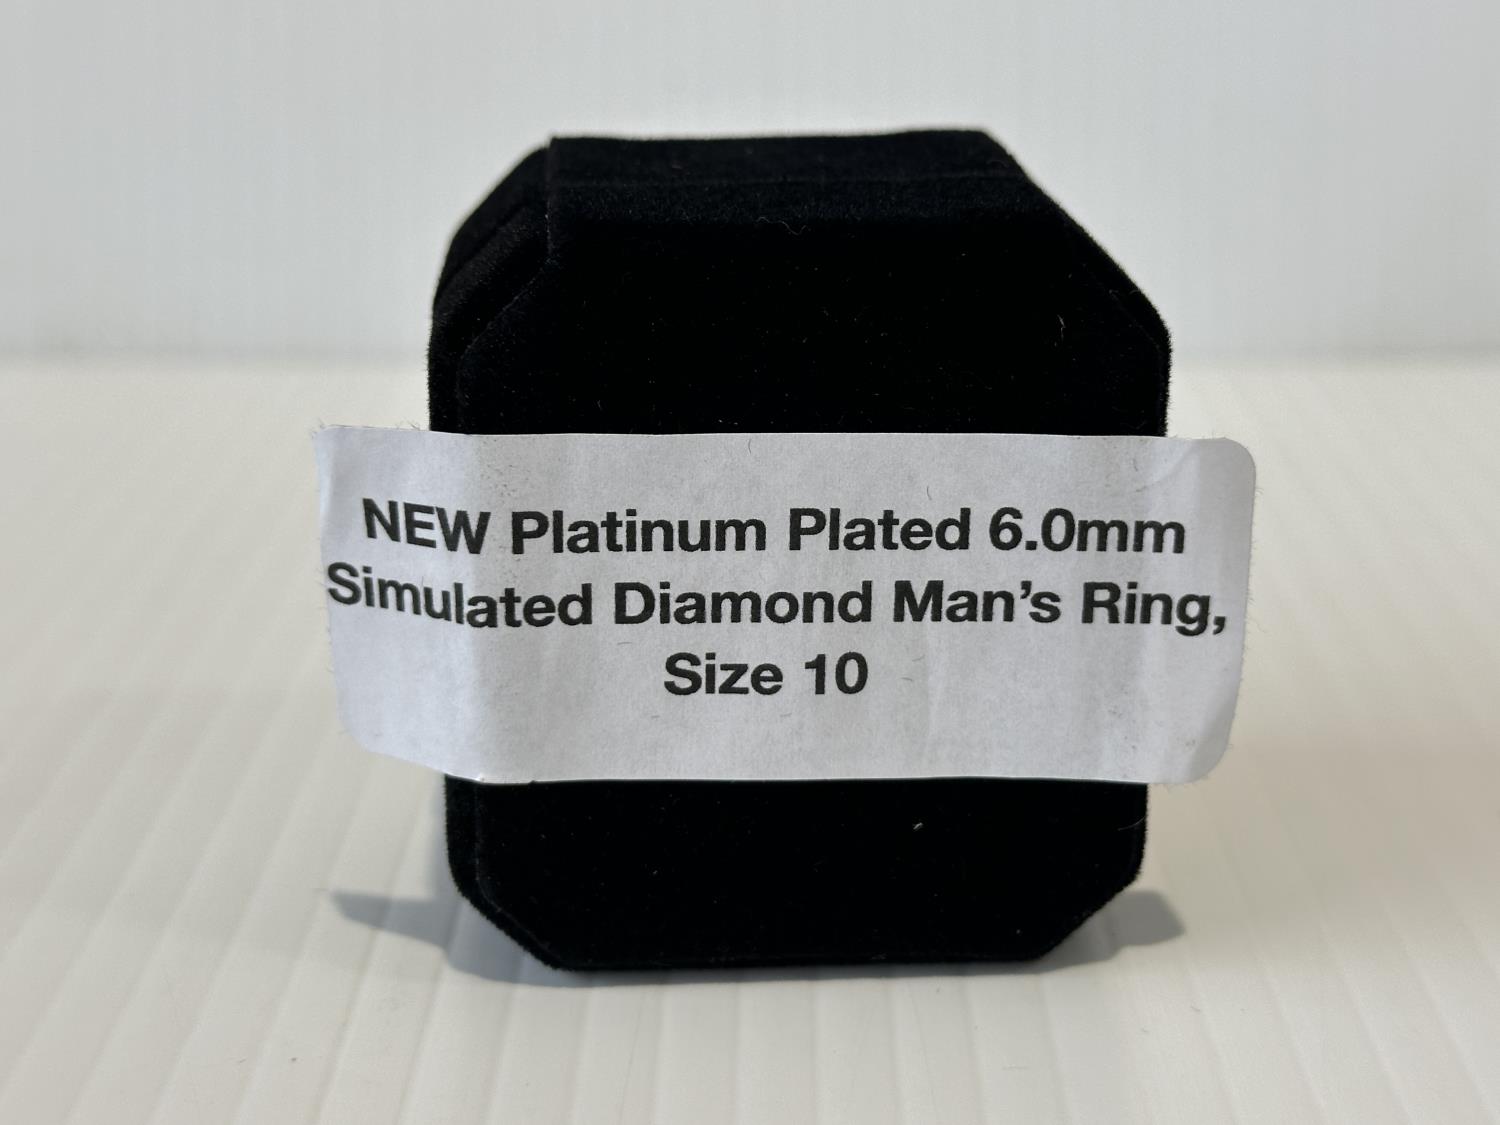 NEW Platinum Plated 6.0mm
Simulated Diamond Man’s Ring,
Size 10